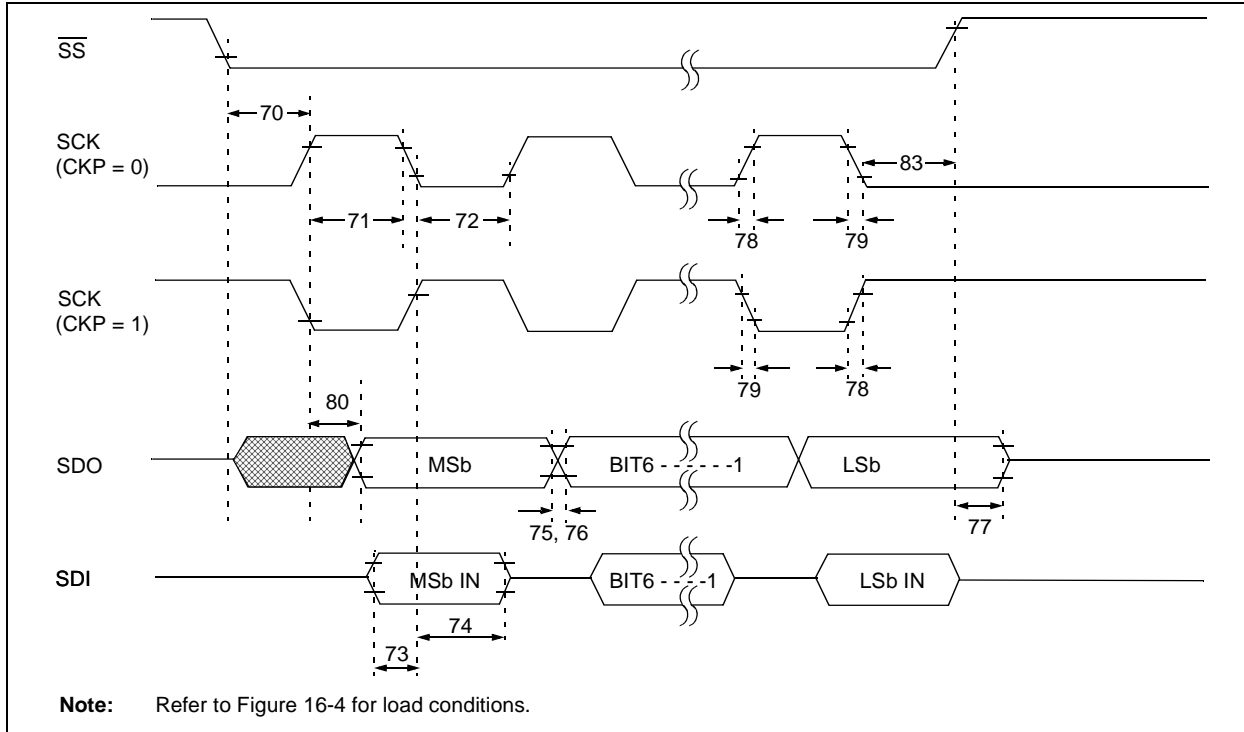 SS
70
SCK
(CKP = 0)
83
71
72
78
79
SCK
(CKP = 1)
79
78
80
SDO
MSb
BIT6 - - - - - -1
LSb
75, 76
77
SDI
MSb IN
BIT6 - - - -1
LSb IN
74
73
Note: Refer to Figure 16-4 for load conditions.